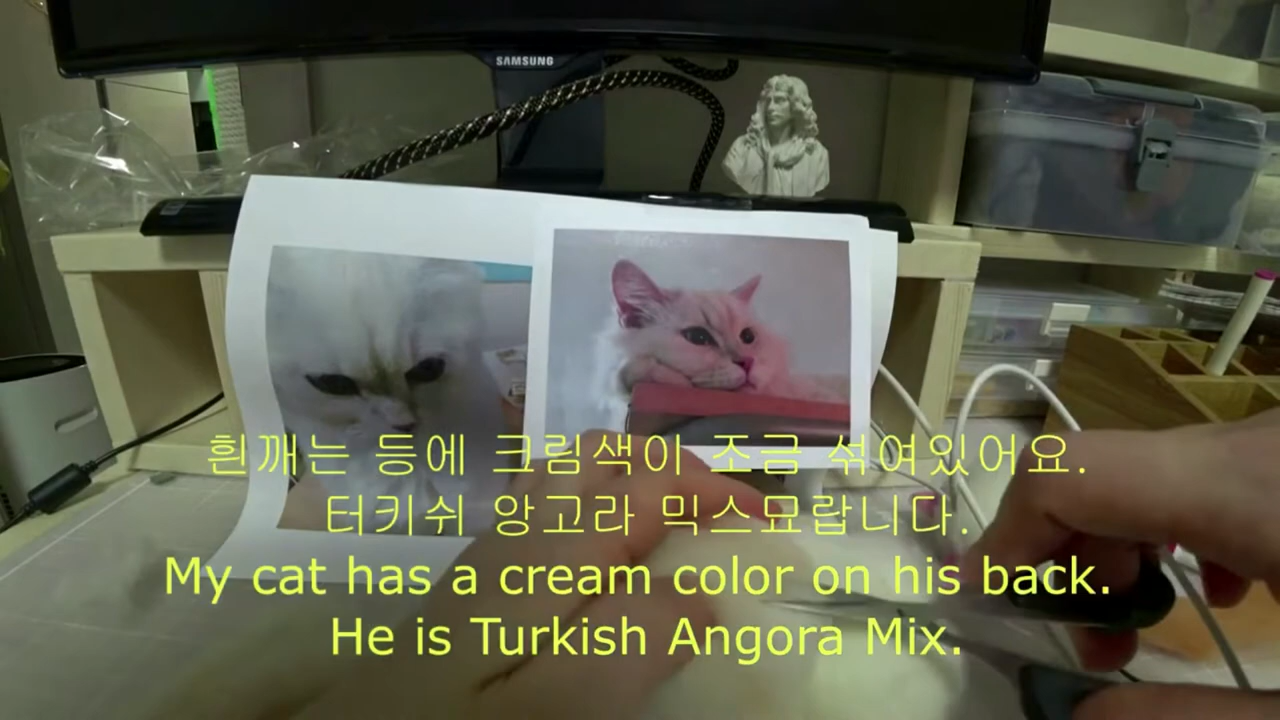 SAMSUNG
흰깨는 등에 크림색이 조금 섞여있어요.
터키쉬 앙고라 믹스묘랍니다.
My cat has a cream color on his back.
He is Turkish Angora Mix.